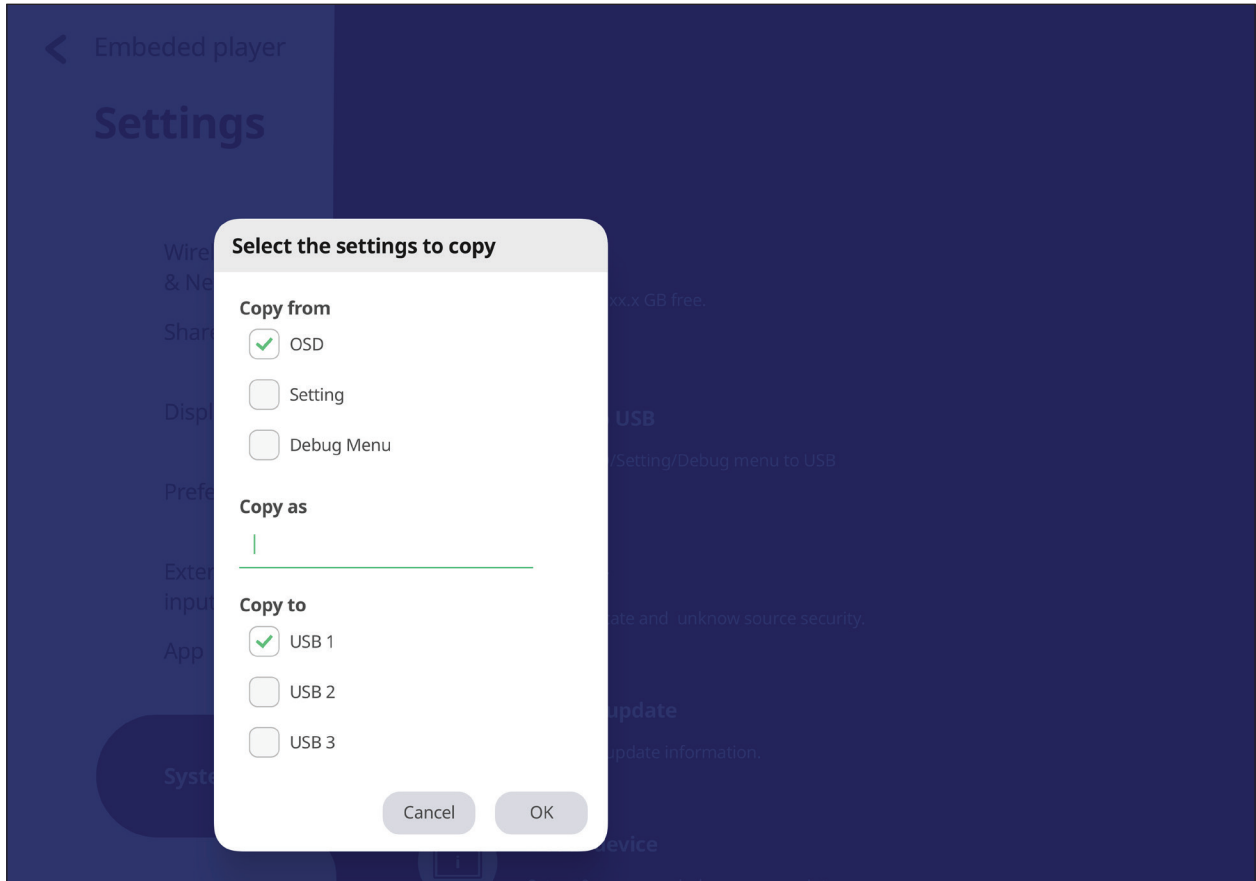 Embeded player
Settings
Select the settings to copy
Copy from
OSD
Setting
Debug Menu
Copy as
Copy to
USB 1
USB 2
USB 3
Cancel
OK
xx.x GB free.
USB
/Setting/Debug menu to USB
and unknow source security.
update
update information.
& Ne
App